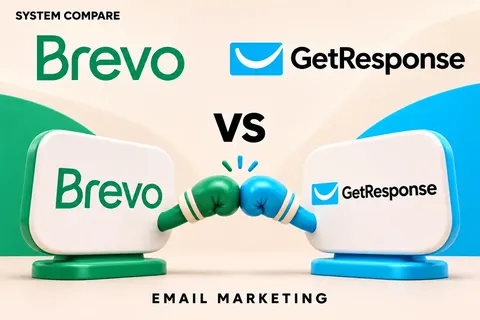 SYSTEM COMPARE
Brevo
GetResponse
VS
Brevo
GetResponse
EMAIL MARKETING